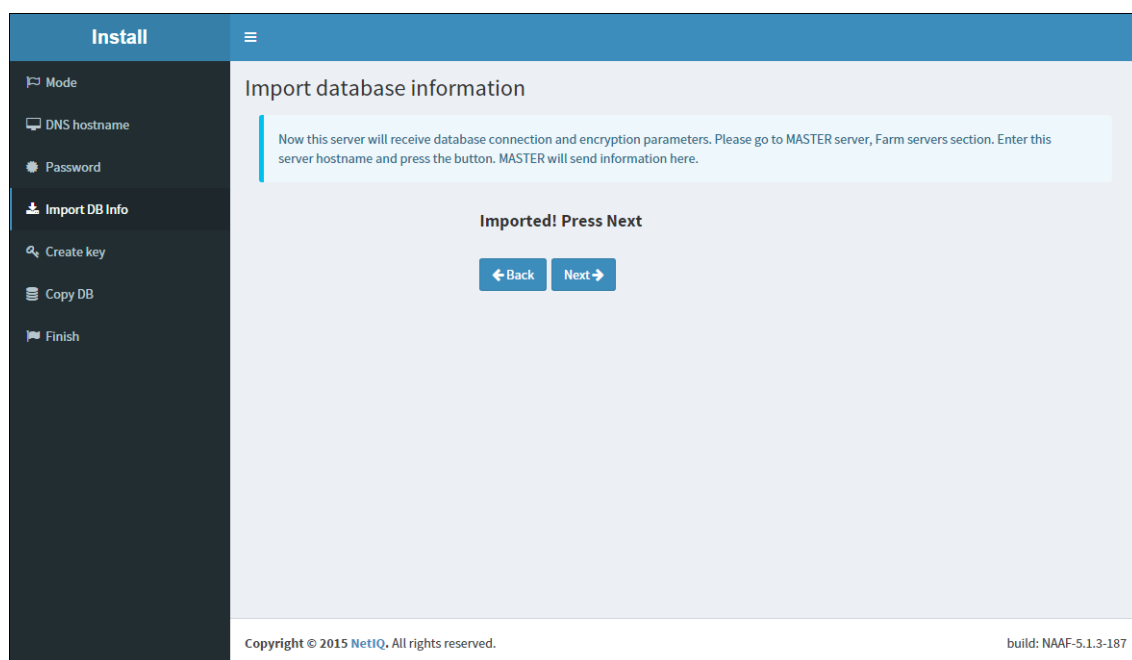 Install
Mode
DNS hostname
Password
Import DB Info
Create key
Copy DB
Finish
Import database information
Now this server will receive database connection and encryption parameters. Please go to MASTER server, Farm servers section. Enter this
server hostname and press the button. MASTER will send information here.
Imported! Press Next
Back Next
Copyright © 2015 NetIQ. All rights reserved. build: NAAF-5.1.3-187